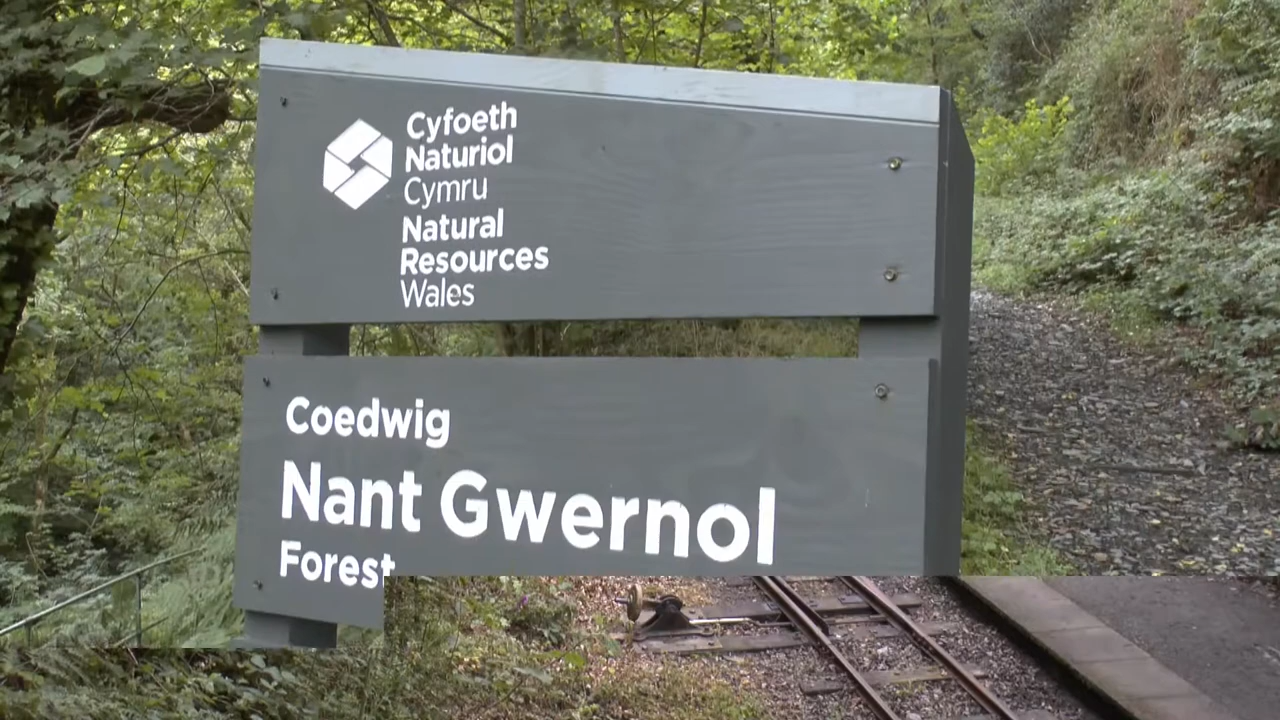 Cyfoeth
Naturiol
Cymru
Natural
Resources
Wales
Coedwig
Nant Gwernol
Forest